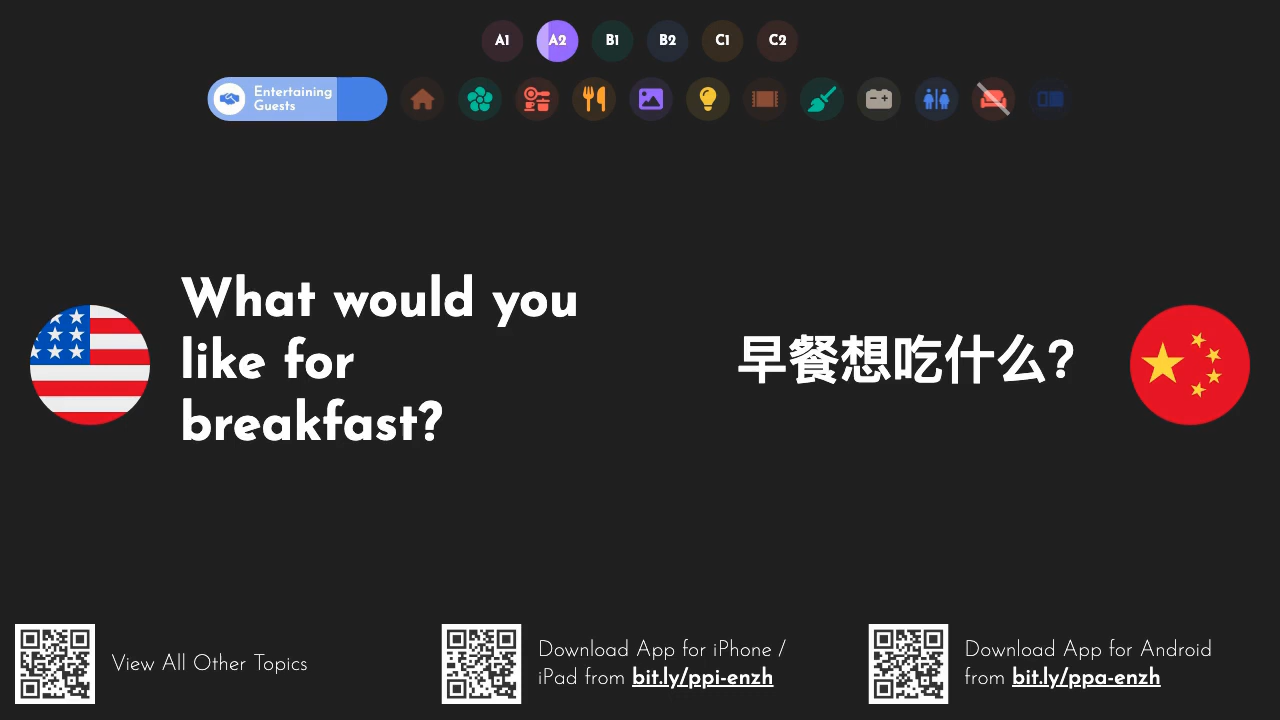 A1 A2 B1 B2 C1 C2
Entertaining
Guests
What would you
like for
breakfast?
早餐想吃什么?
View All Other Topics
Download App for iPhone /
iPad from bit.ly/ppi-enzh
Download App for Android
from bit.ly/ppa-enzh